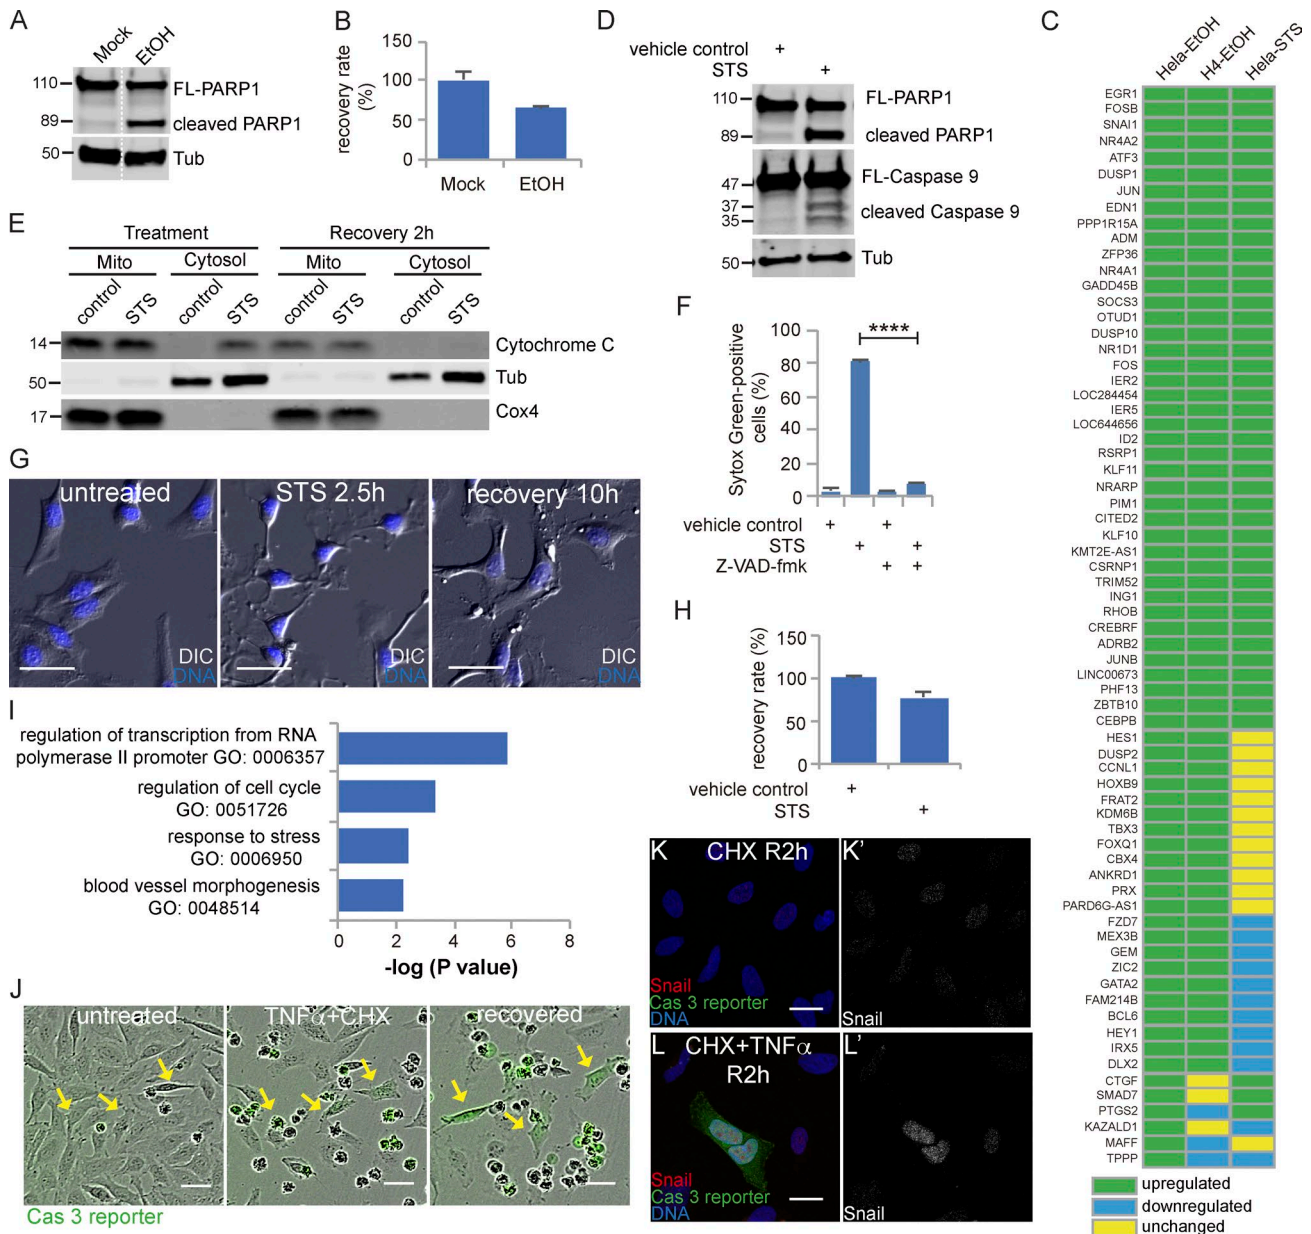 A
Mock
EtOH
110
FL-PARP1
89
cleaved PARP1
50
Tub
B
recovery rate
(%)
150
100
50
0
Mock
EtOH
D
vehicle control
+
STS
+
110
FL-PARP1
89
cleaved PARP1
47
FL-Caspase 9
37
cleaved Caspase 9
35
50
Tub
C
Hela-EtOH
H4-EtOH
Hela-STS
EGR1
FOSB
SNAI1
NR4A2
ATF3
DUSP1
JUN
EDN1
PPP1R15A
ADM
ZFP36
NR4A1
GADD45B
SOCS3
OTUD1
DUSP10
NR1D1
FOS
IER2
LOC284454
IER5
LOC644656
ID2
RSRP1
KLF11
NRARP
PIM1
CITED2
KLF10
KMT2E-AS1
CSRNP1
TRIM52
ING1
RHOB
CREBRF
ADRB2
JUNB
LINC00673
PHF13
ZBTB10
CEBPB
HES1
DUSP2
CCNL1
HOXB9
FRAT2
KDM6B
TBX3
FOXQ1
CBX4
ANKRD1
PRX
PARD6G-AS1
FZD7
MEX3B
GEM
ZIC2
GATA2
FAM214B
BCL6
HEY1
IRX5
DLX2
CTGF
SMAD7
PTGS2
KAZALD1
MAFF
TPPP
upregulated
downregulated
unchanged
E
Treatment
Recovery 2h
Mito
Cytosol
Mito
Cytosol
control
STS
control
STS
control
STS
control
STS
14
Cytochrome C
50
Tub
17
Cox4
F
Sytox Green-positive
cells (%)
100
80
60
40
20
0
****
vehicle control
+
+
STS
+
+
Z-VAD-fmk
+
+
G
untreated
STS 2.5h
recovery 10h
DIC
DNA
DIC
DNA
DIC
DNA
H
recovery rate (%)
150
100
50
0
vehicle control
+
STS
+
I
regulation of transcription from RNA
polymerase II promoter GO: 0006357
regulation of cell cycle
GO: 0051726
response to stress
GO: 0006950
blood vessel morphogenesis
GO: 0048514
0
2
4
6
8
-log (P value)
J
untreated
TNFα+CHX
recovered
Cas 3 reporter
K
CHX R2h
Snail
Cas 3 reporter
DNA
K'
Snail
L
CHX+TNFα
R2h
Snail
Cas 3 reporter
DNA
L'
Snail